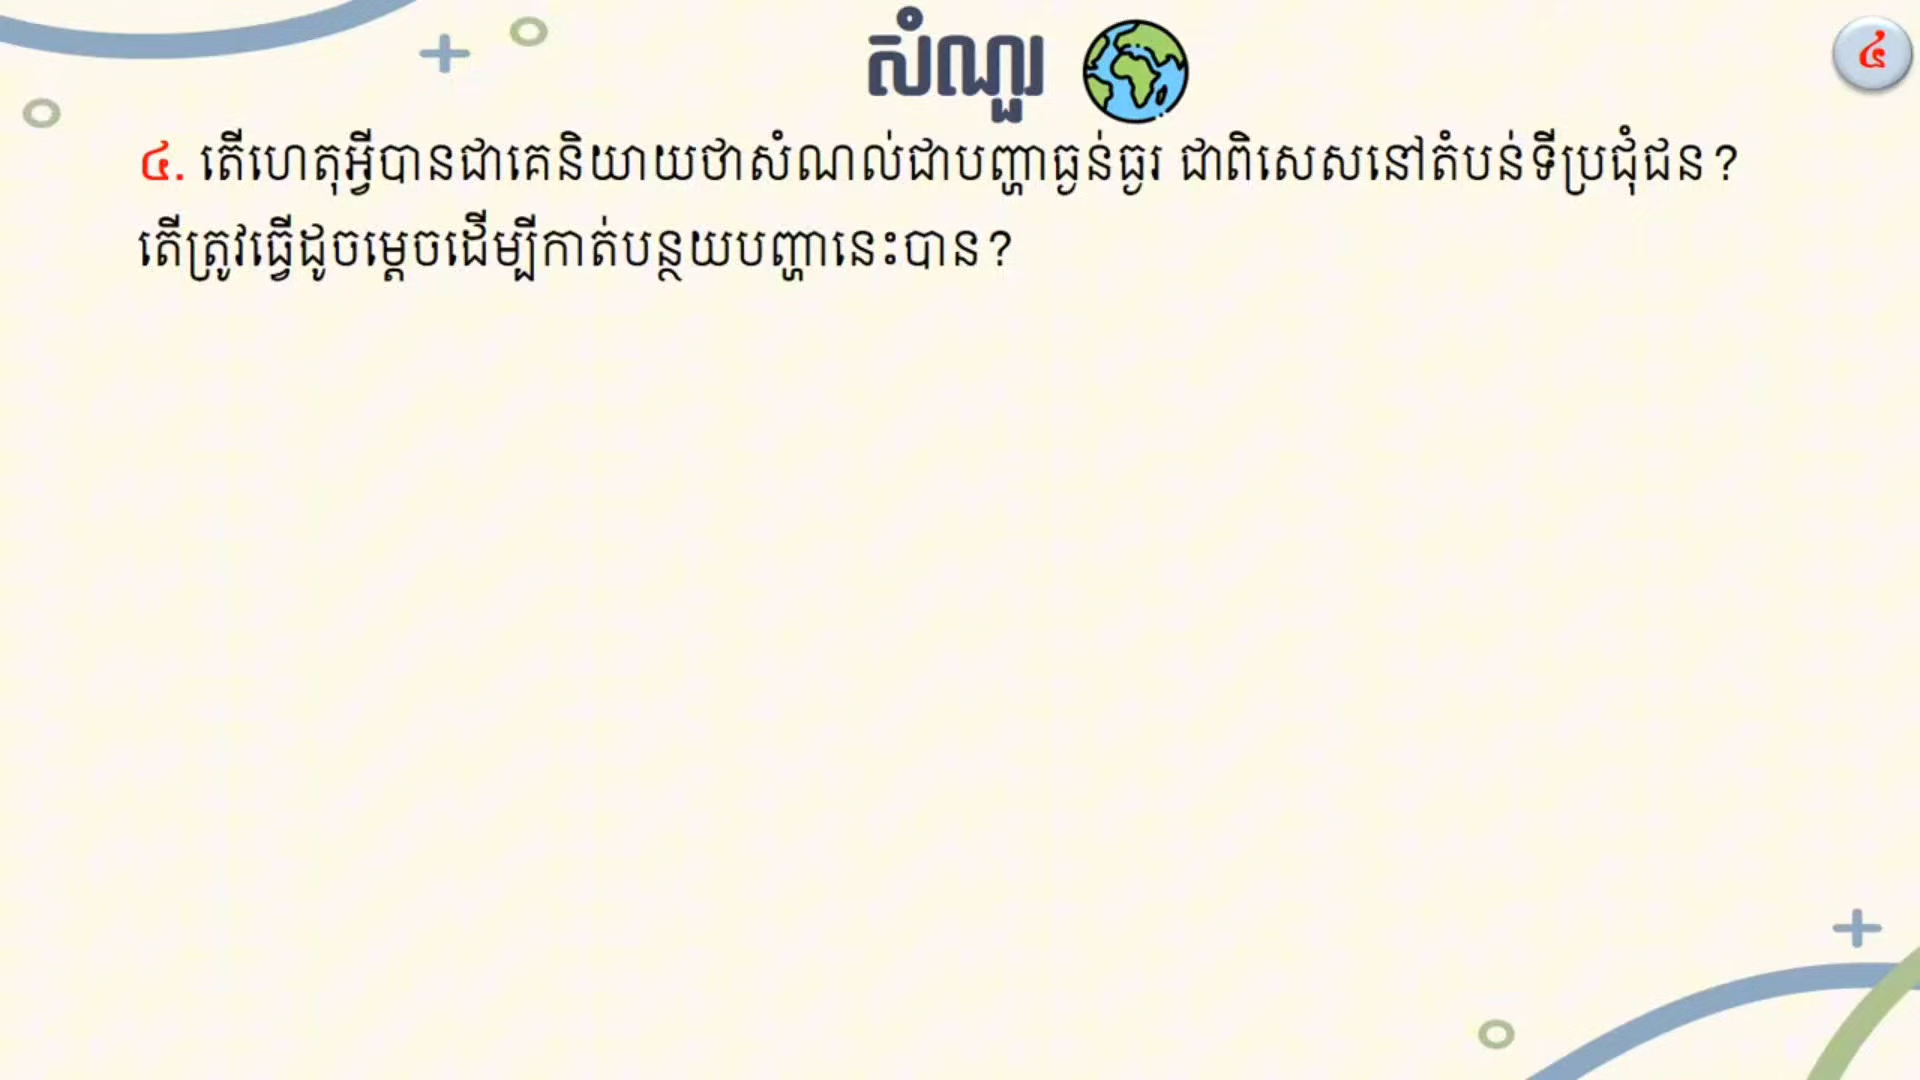 សំណួរ
៤
៤. តើហេតុអ្វីបានជាគេនិយាយថាសំណល់ជាបញ្ហាធ្ងន់ធ្ងរ ជាពិសេសនៅតំបន់ទីប្រជុំជន?
តើត្រូវធ្វើដូចម្ដេចដើម្បីកាត់បន្ថយបញ្ហានេះបាន?